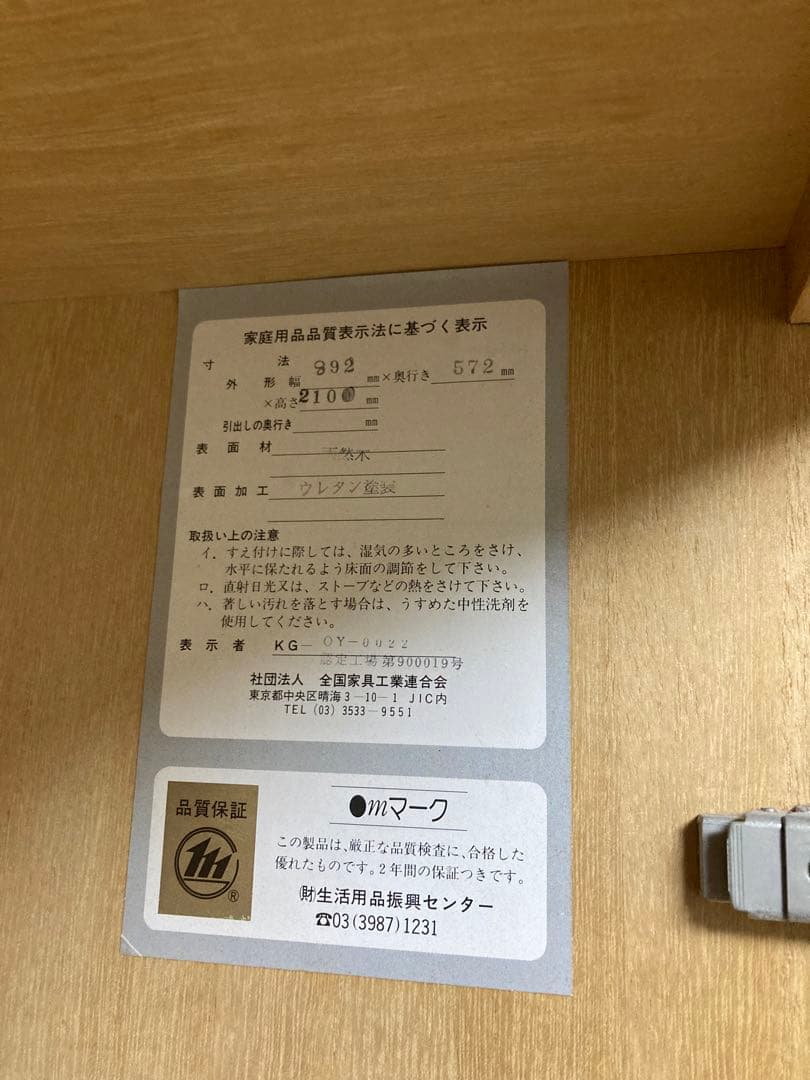 家庭用品品質表示法に基づく表示
寸法
外形幅 892 mm×奥行き 572 mm
×高さ 2100 mm
引出しの奥行き mm
表面材 天然木
表面加工 ウレタン塗装
取扱い上の注意
イ．すえ付けに際しては、湿気の多いところをさけ、
水平に保たれるよう床面の調節をして下さい。
ロ．直射日光又は、ストーブなどの熱をさけて下さい。
ハ．著しい汚れを落とす場合は、うすめた中性洗剤を
使用してください。
表示者 KG－OY－0022
認定工場第900019号
社団法人 全国家具工業連合会
東京都中央区晴海3－10－1 JIC内
TEL (03) 3533－9551
品質保証
®
●mマーク
この製品は、厳正な品質検査に、合格した
優れたものです。2年間の保証つきです。
㈶生活用品振興センター
☎03(3987)1231